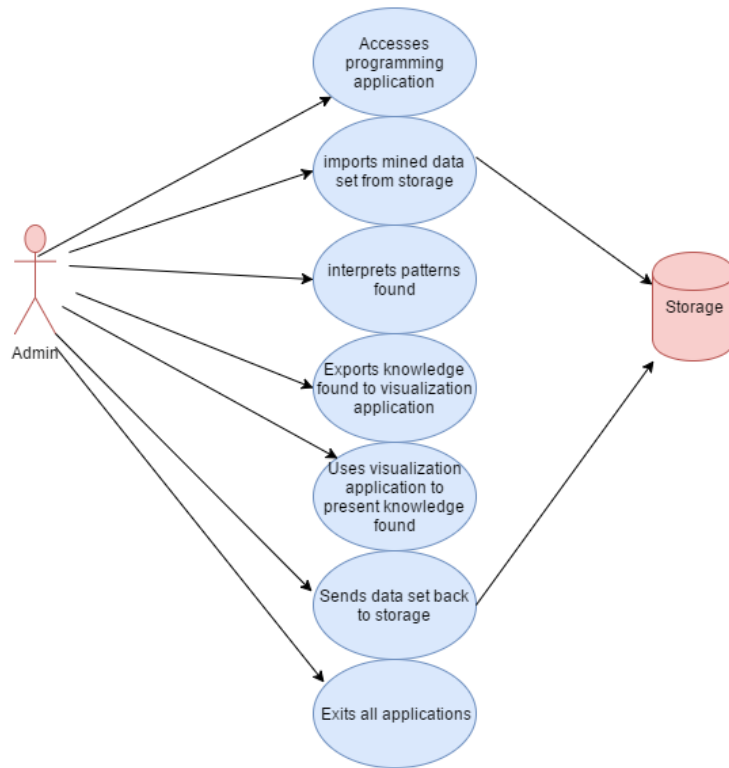 Accesses
programming
application
imports mined data
set from storage
interprets patterns
found
Storage
Admin
Exports knowledge
found to visualization
application
Uses visualization
application to
present knowledge
found
Sends data set back
to storage
Exits all applications